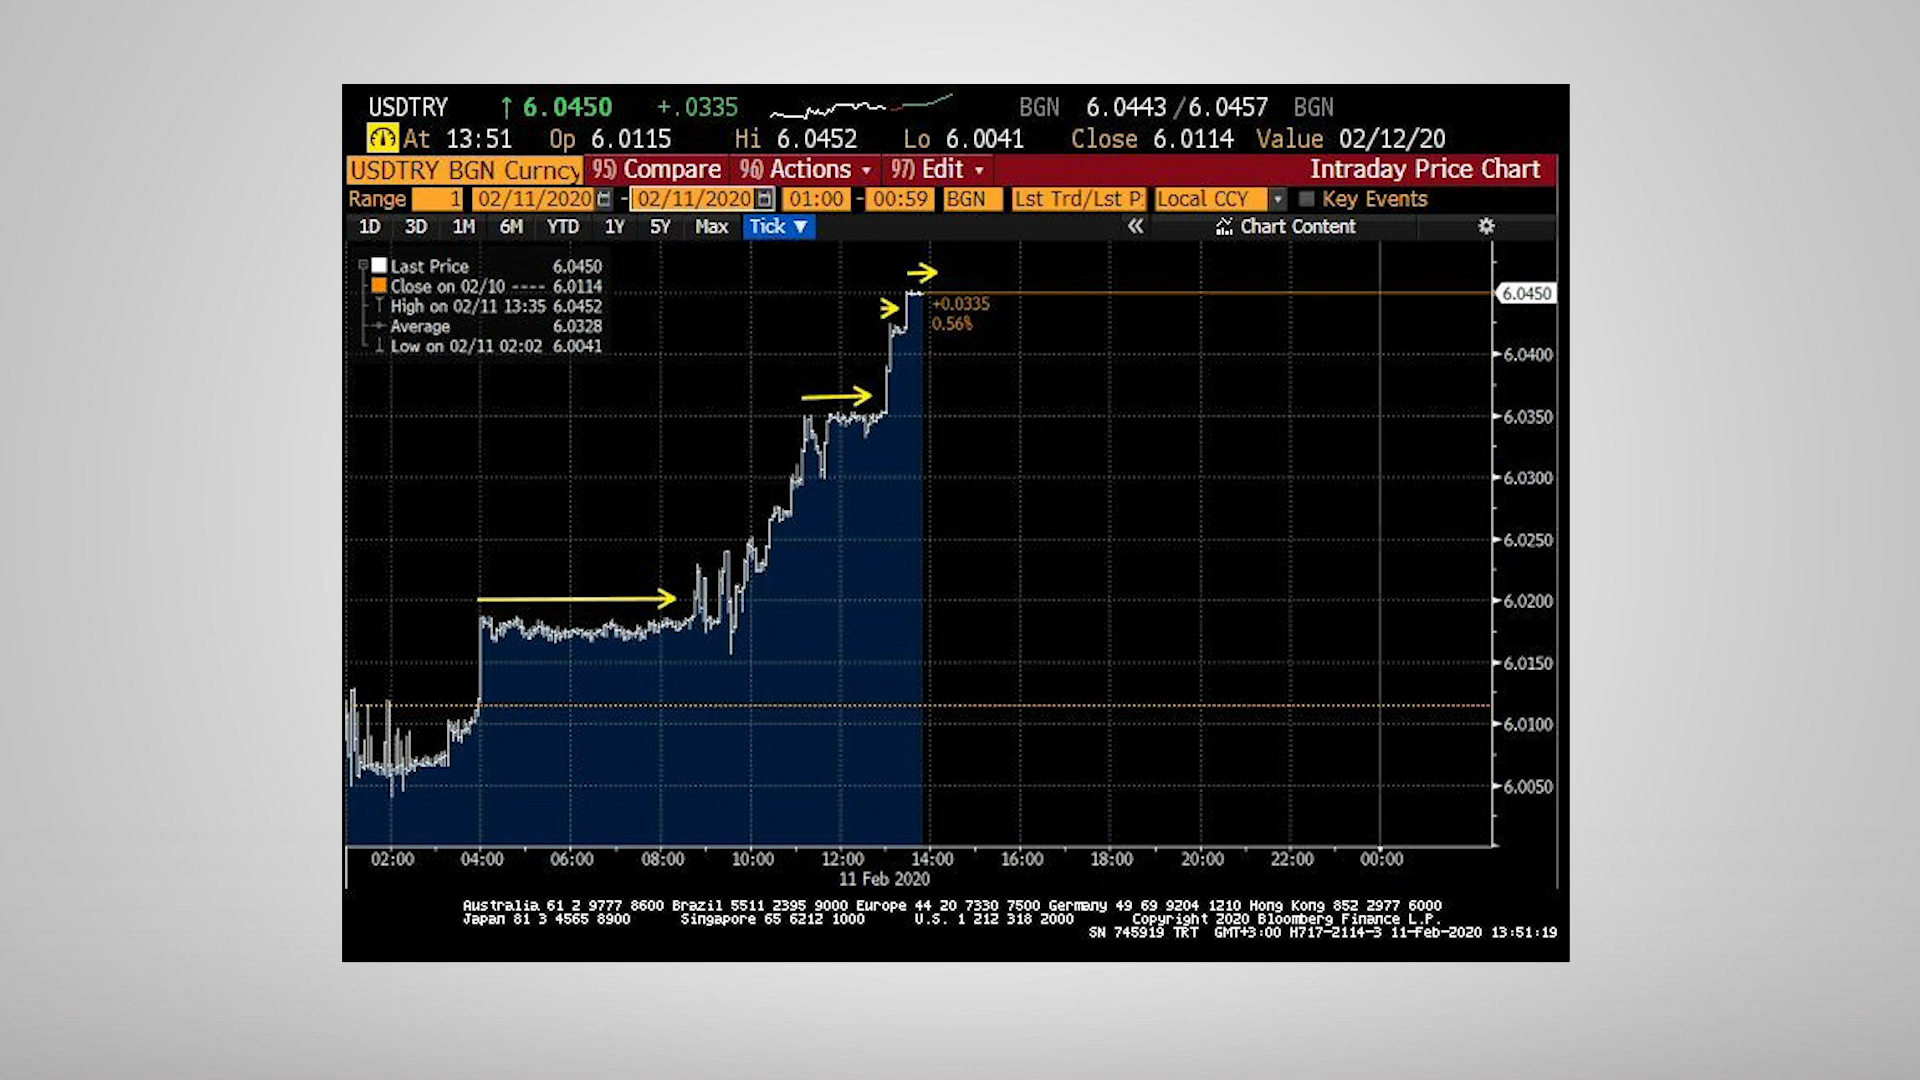 USDTRY ↑ 6.0450 +.0335 BGN 6.0443/6.0457 BGN
At 13:51 Op 6.0115 Hi 6.0452 Lo 6.0041 Close 6.0114 Value 02/12/20
USDTRY BGN Curncy 95) Compare 96) Actions 97) Edit Intraday Price Chart
Range 1 02/11/2020 - 02/11/2020 01:00 - 00:59 BGN Lst Trd/Lst P Local CCY Key Events
1D 3D 1M 6M YTD 1Y 5Y Max Tick ▼ « Chart Content
Last Price 6.0450
Close on 02/10 ---- 6.0114
High on 02/11 13:35 6.0452
Average 6.0328
Low on 02/11 02:02 6.0041
+0.0335
0.56%
6.0450
6.0400
6.0350
6.0300
6.0250
6.0200
6.0150
6.0100
6.0050
02:00 04:00 06:00 08:00 10:00 12:00 14:00 16:00 18:00 20:00 22:00 00:00
11 Feb 2020
Australia 61 2 9777 8600 Brazil 5511 2395 9000 Europe 44 20 7330 7500 Germany 49 69 9204 1210 Hong Kong 852 2977 6000
Japan 81 3 4565 8900 Singapore 65 6212 1000 U.S. 1 212 318 2000 Copyright 2020 Bloomberg Finance L.P.
SN 745919 TRT GMT+3:00 H717-2114-3 11-Feb-2020 13:51:19